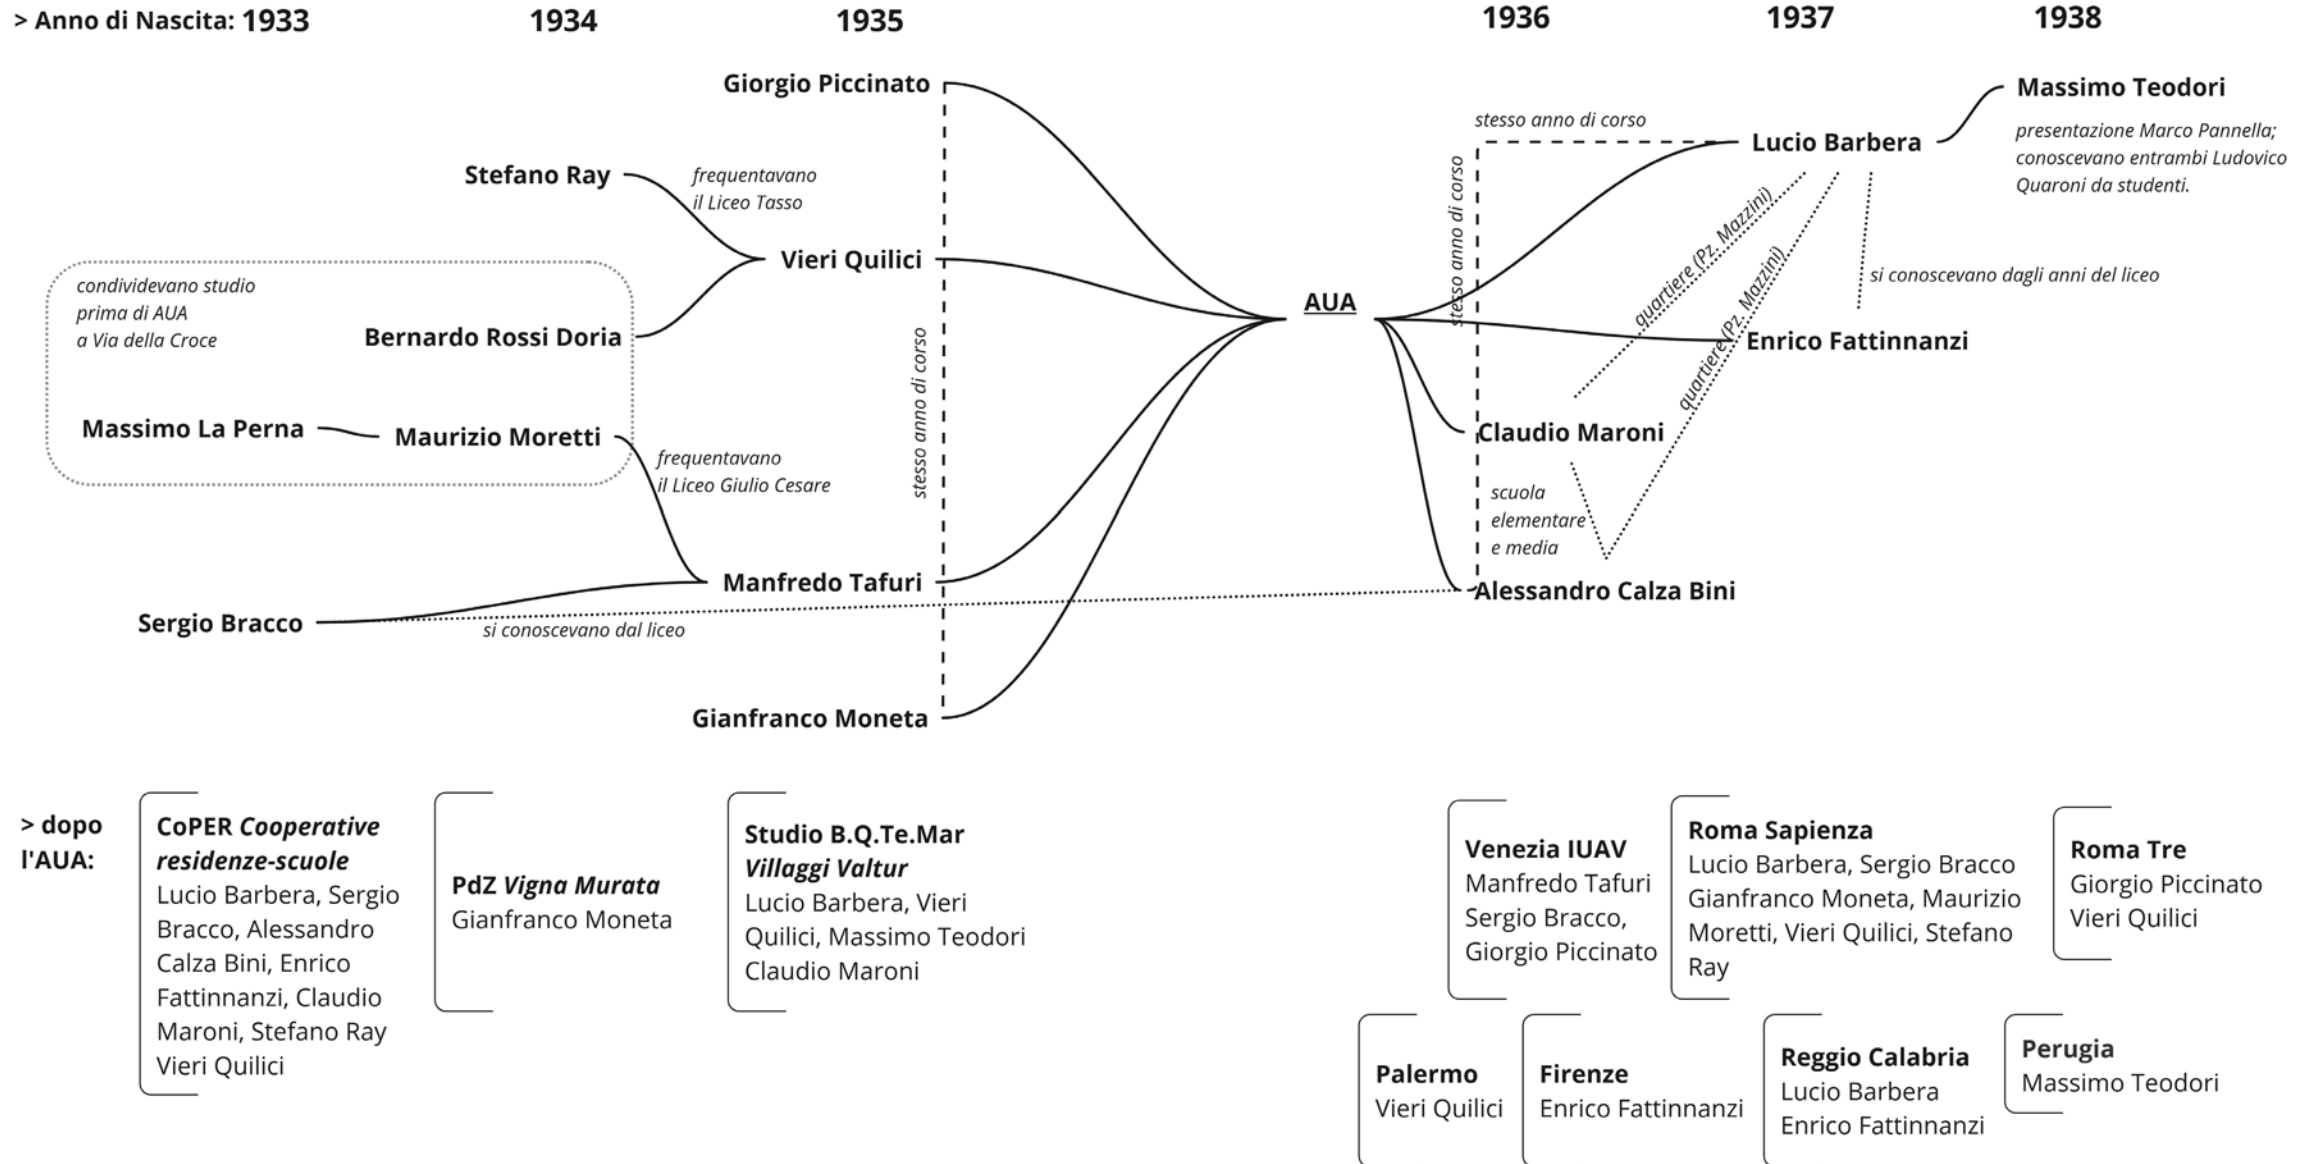 > Anno di Nascita: 1933 1934 1935 1936 1937 1938
Giorgio Piccinato
Stefano Ray
frequentavano
il Liceo Tasso
Vieri Quilici
condividevano studio
prima di AUA
a Via della Croce
Bernardo Rossi Doria
Massimo La Perna
Maurizio Moretti
frequentavano
il Liceo Giulio Cesare
stesso anno di corso
Manfredo Tafuri
Sergio Bracco
si conoscevano dal liceo
Gianfranco Moneta
AUA
stesso anno di corso
stesso anno di corso
Lucio Barbera
Massimo Teodori
presentazione Marco Pannella;
conoscevano entrambi Ludovico
Quaroni da studenti.
quartiere (Pz. Mazzini)
quartiere (Pz. Mazzini)
si conoscevano dagli anni del liceo
Enrico Fattinnanzi
Claudio Maroni
scuola
elementare
e media
Alessandro Calza Bini
> dopo
l'AUA:
CoPER Cooperative
residenze-scuole
Lucio Barbera, Sergio
Bracco, Alessandro
Calza Bini, Enrico
Fattinnanzi, Claudio
Maroni, Stefano Ray
Vieri Quilici
PdZ Vigna Murata
Gianfranco Moneta
Studio B.Q.Te.Mar
Villaggi Valtur
Lucio Barbera, Vieri
Quilici, Massimo Teodori
Claudio Maroni
Venezia IUAV
Manfredo Tafuri
Sergio Bracco,
Giorgio Piccinato
Roma Sapienza
Lucio Barbera, Sergio Bracco
Gianfranco Moneta, Maurizio
Moretti, Vieri Quilici, Stefano
Ray
Roma Tre
Giorgio Piccinato
Vieri Quilici
Palermo
Vieri Quilici
Firenze
Enrico Fattinnanzi
Reggio Calabria
Lucio Barbera
Enrico Fattinnanzi
Perugia
Massimo Teodori